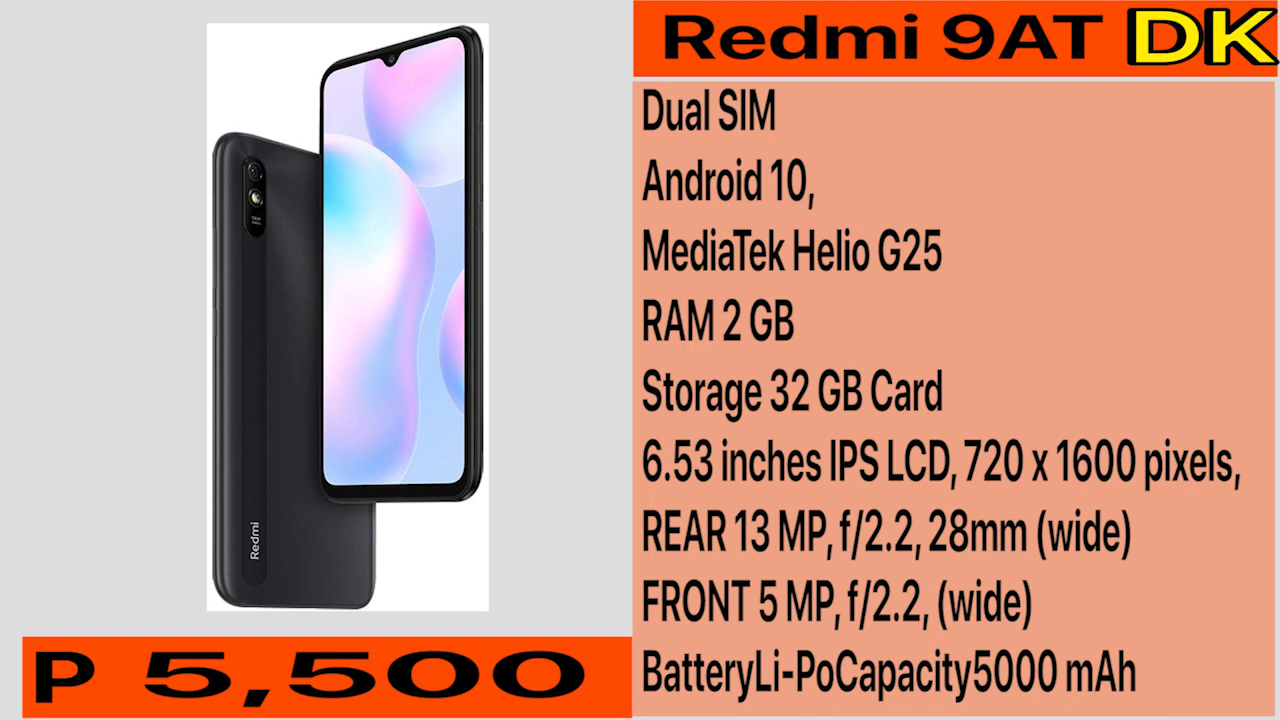 Redmi 9AT DK
Dual SIM
Android 10,
MediaTek Helio G25
RAM 2 GB
Storage 32 GB Card
6.53 inches IPS LCD, 720 x 1600 pixels,
REAR 13 MP, f/2.2, 28mm (wide)
FRONT 5 MP, f/2.2, (wide)
BatteryLi-PoCapacity5000 mAh
Redmi
P 5,500